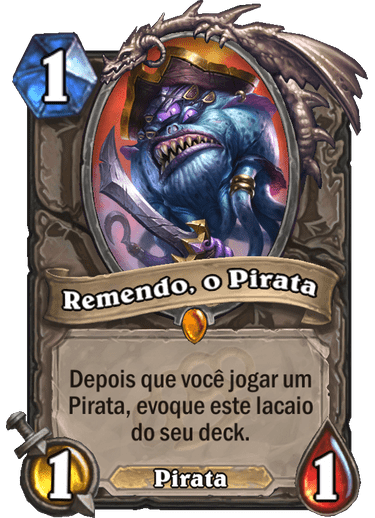 1
Remendo, o Pirata
Depois que você jogar um
Pirata, evoque este lacaio
do seu deck.
1
Pirata
1